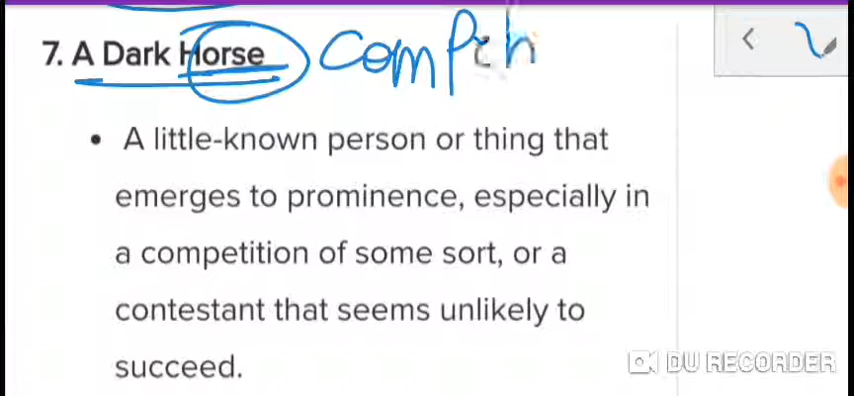 7. A Dark Horse
• A little-known person or thing that
emerges to prominence, especially in
a competition of some sort, or a
contestant that seems unlikely to
succeed.
DU RECORDER